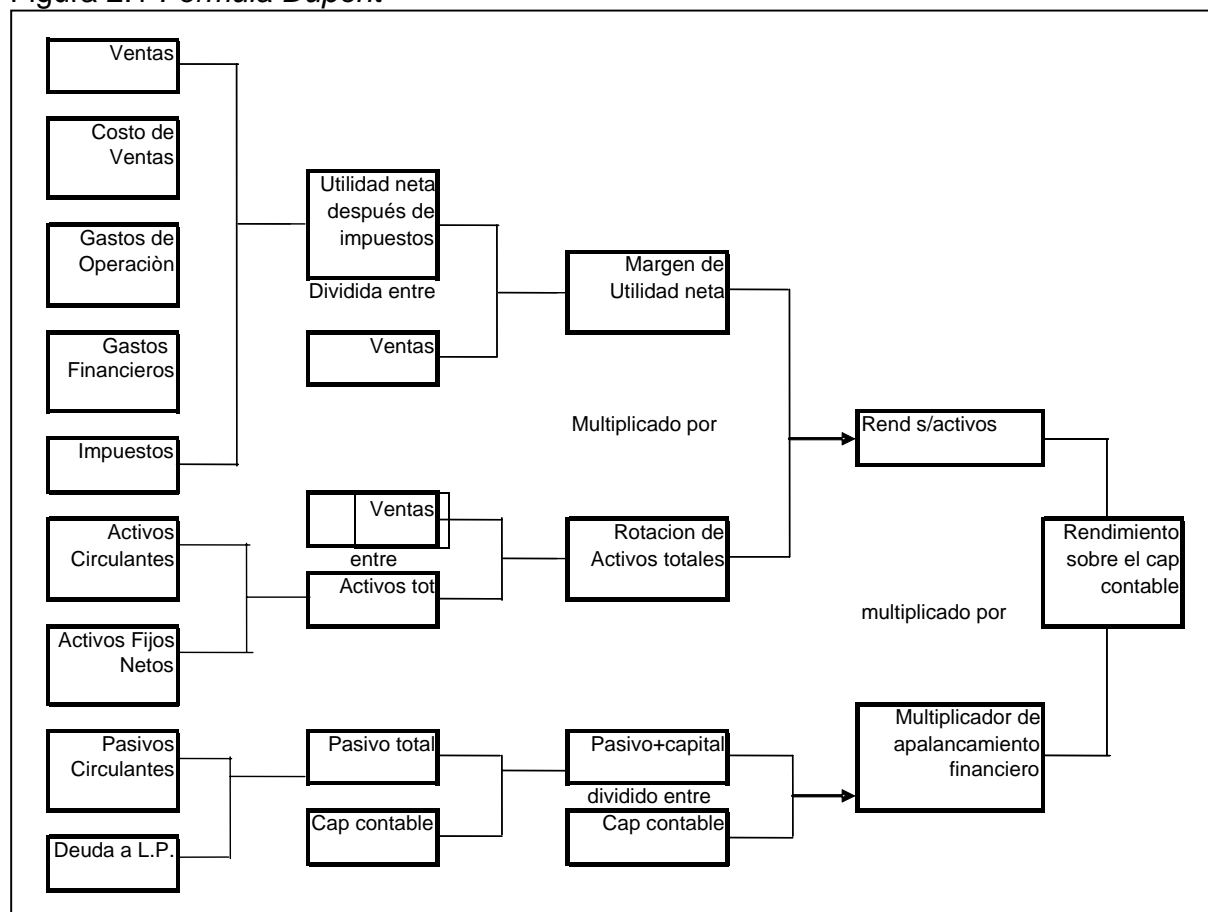 Figura 2.1 Fórmula Dupont
Ventas
Costo de
Ventas
Gastos de
Operaciòn
Gastos
Financieros
Impuestos
Activos
Circulantes
Activos Fijos
Netos
Pasivos
Circulantes
Deuda a L.P.
Utilidad neta
después de
impuestos
Dividida entre
Ventas
Ventas
entre
Activos tot
Pasivo total
Cap contable
Margen de
Utilidad neta
Multiplicado por
Rotacion de
Activos totales
Pasivo+capital
dividido entre
Cap contable
Rend s/activos
multiplicado por
Multiplicador de
apalancamiento
financiero
Rendimiento
sobre el cap
contable